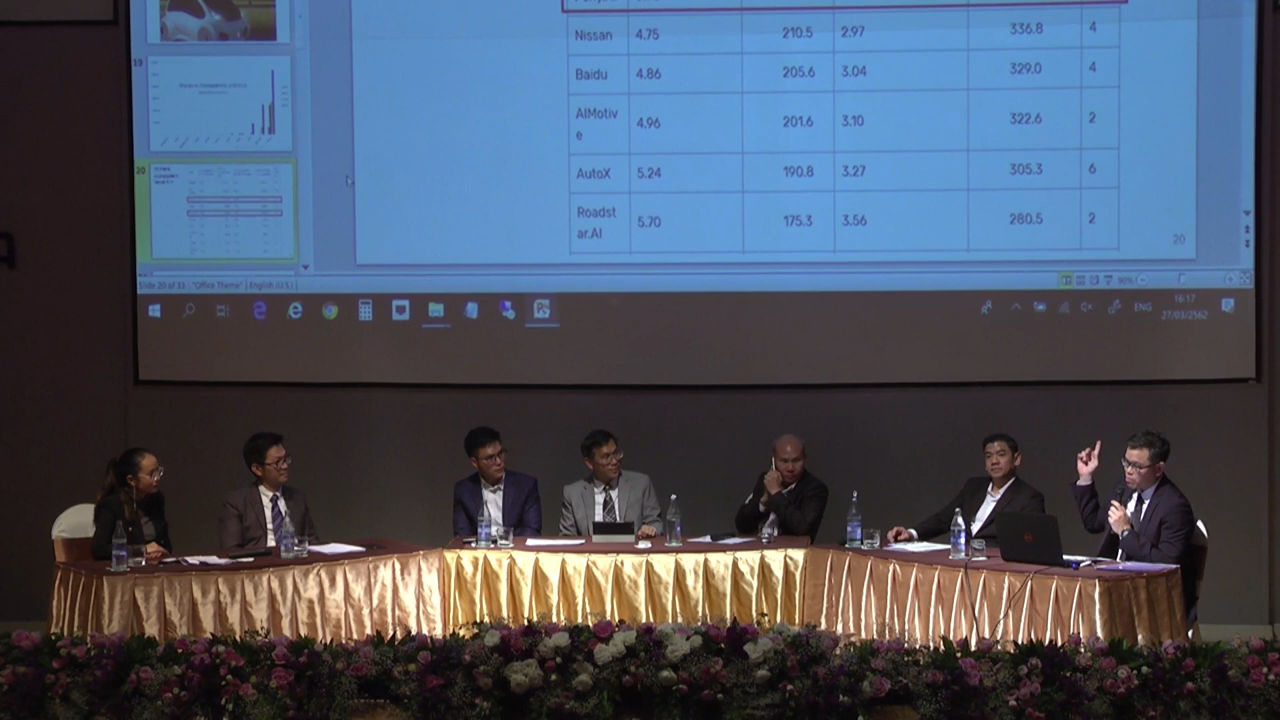 Nissan 4.75 210.5 2.97 336.8 4
19
Baidu 4.86 205.6 3.04 329.0 4
AIMotiv
e 4.96 201.6 3.10 322.6 2
20
AutoX 5.24 190.8 3.27 305.3 6
Roadst
ar.AI 5.70 175.3 3.56 280.5 2
20
Slide 20 of 33 "Office Theme" English (U.S.) 90%
ENG 16:17
27/03/2562